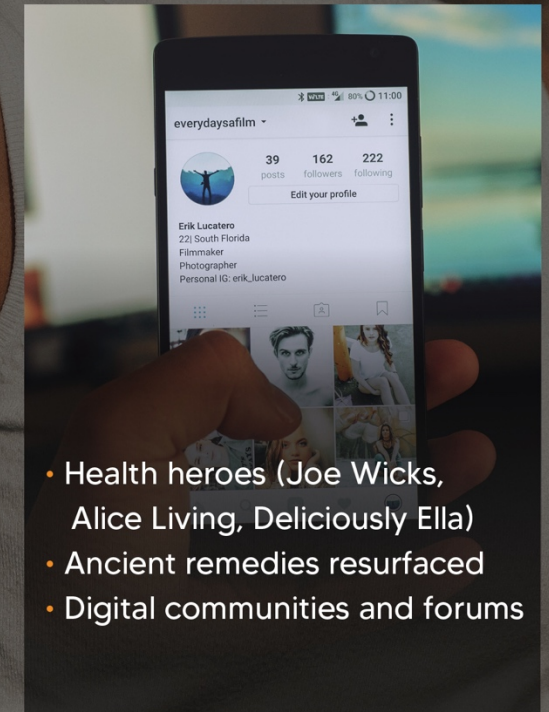 80% 11:00
everydaysafilm
39 162 222
posts followers following
Edit your profile
Erik Lucatero
22| South Florida
Filmmaker
Photographer
Personal IG: erik_lucatero
• Health heroes (Joe Wicks,
Alice Living, Deliciously Ella)
• Ancient remedies resurfaced
• Digital communities and forums